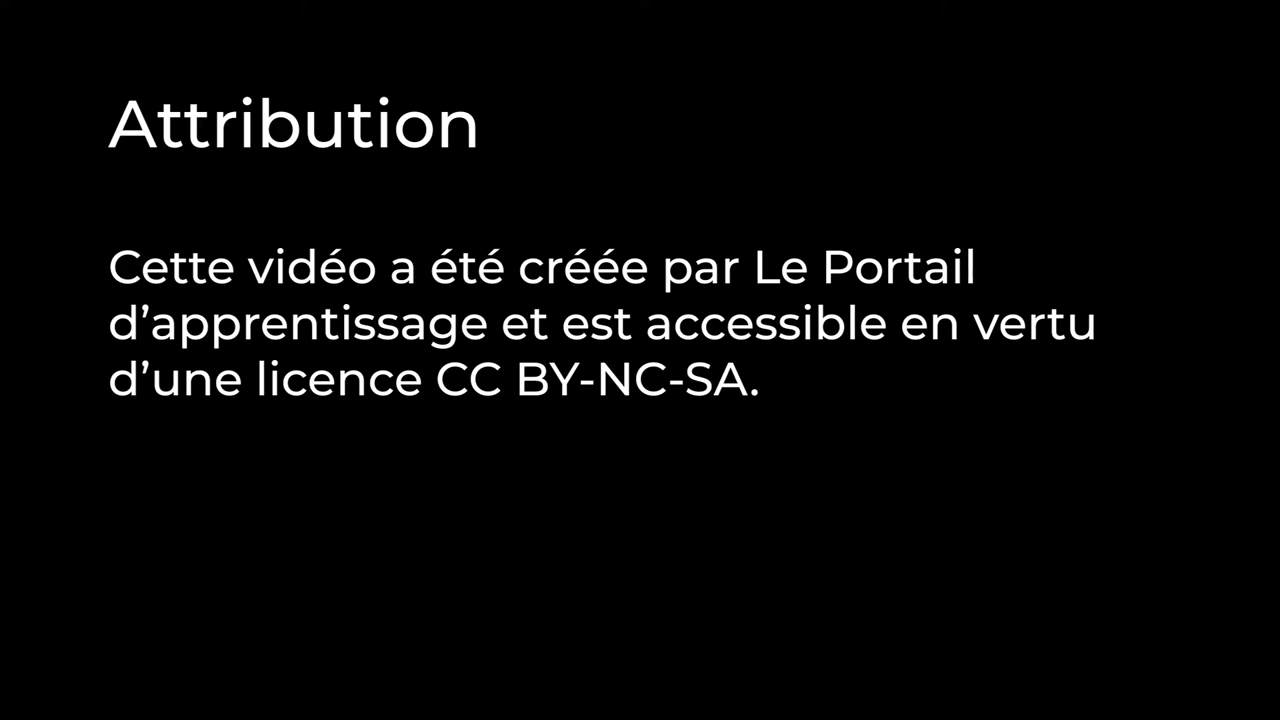 Attribution
Cette vidéo a été créée par Le Portail
d’apprentissage et est accessible en vertu
d’une licence CC BY-NC-SA.